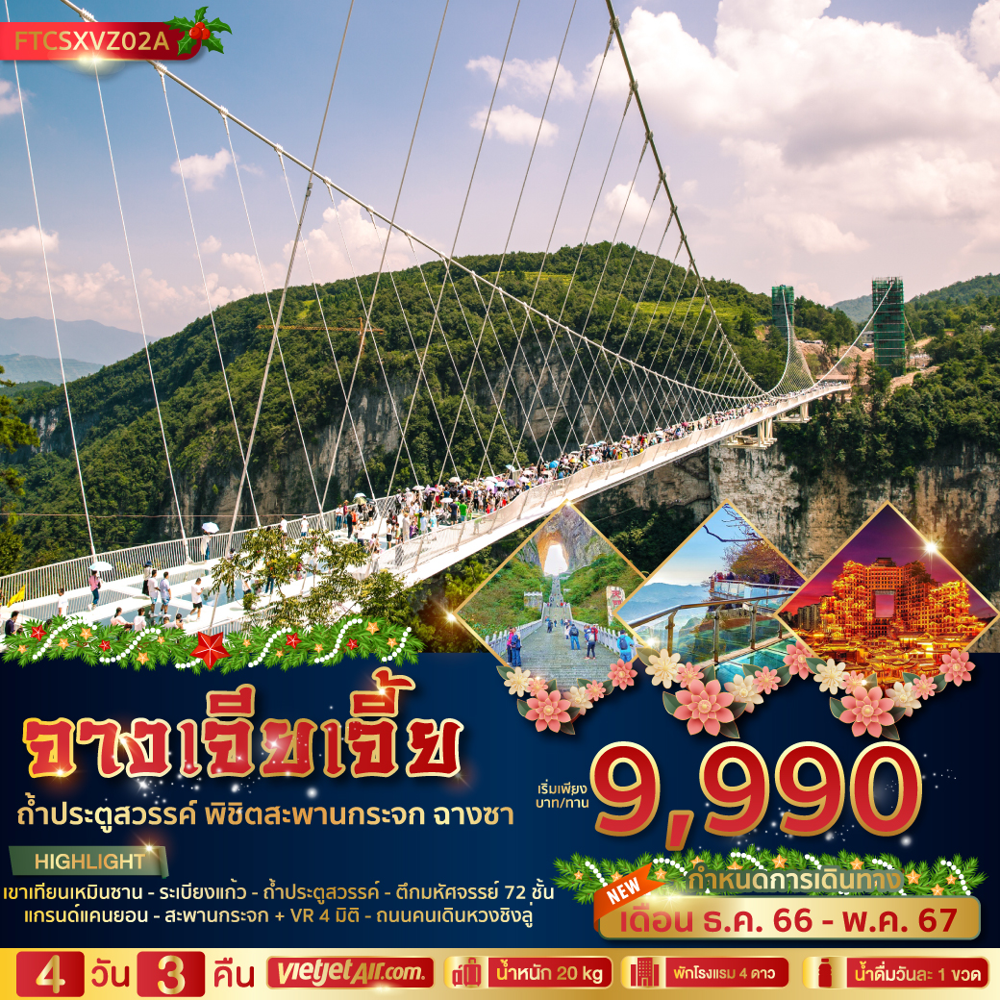 FTCSXVZ02A
จางเจียเจี้ย
ถ้ำประตูสวรรค์ พิชิตสะพานกระจก ฉางซา
เริ่มเพียง
บาท/ท่าน
9,990
HIGHLIGHT
เขาเทียนเหมินซาน - ระเบียงแก้ว - ถ้ำประตูสวรรค์ - ตึกมหัศจรรย์ 72 ชั้น
แกรนด์แคนยอน - สะพานกระจก + VR 4 มิติ - ถนนคนเดินหวงซิงลู่
NEW
กำหนดการเดินทาง
เดือน ธ.ค. 66 - พ.ค. 67
4 วัน 3 คืน
vietjetAir.com.
น้ำหนัก 20 kg
พักโรงแรม 4 ดาว
น้ำดื่มวันละ 1 ขวด